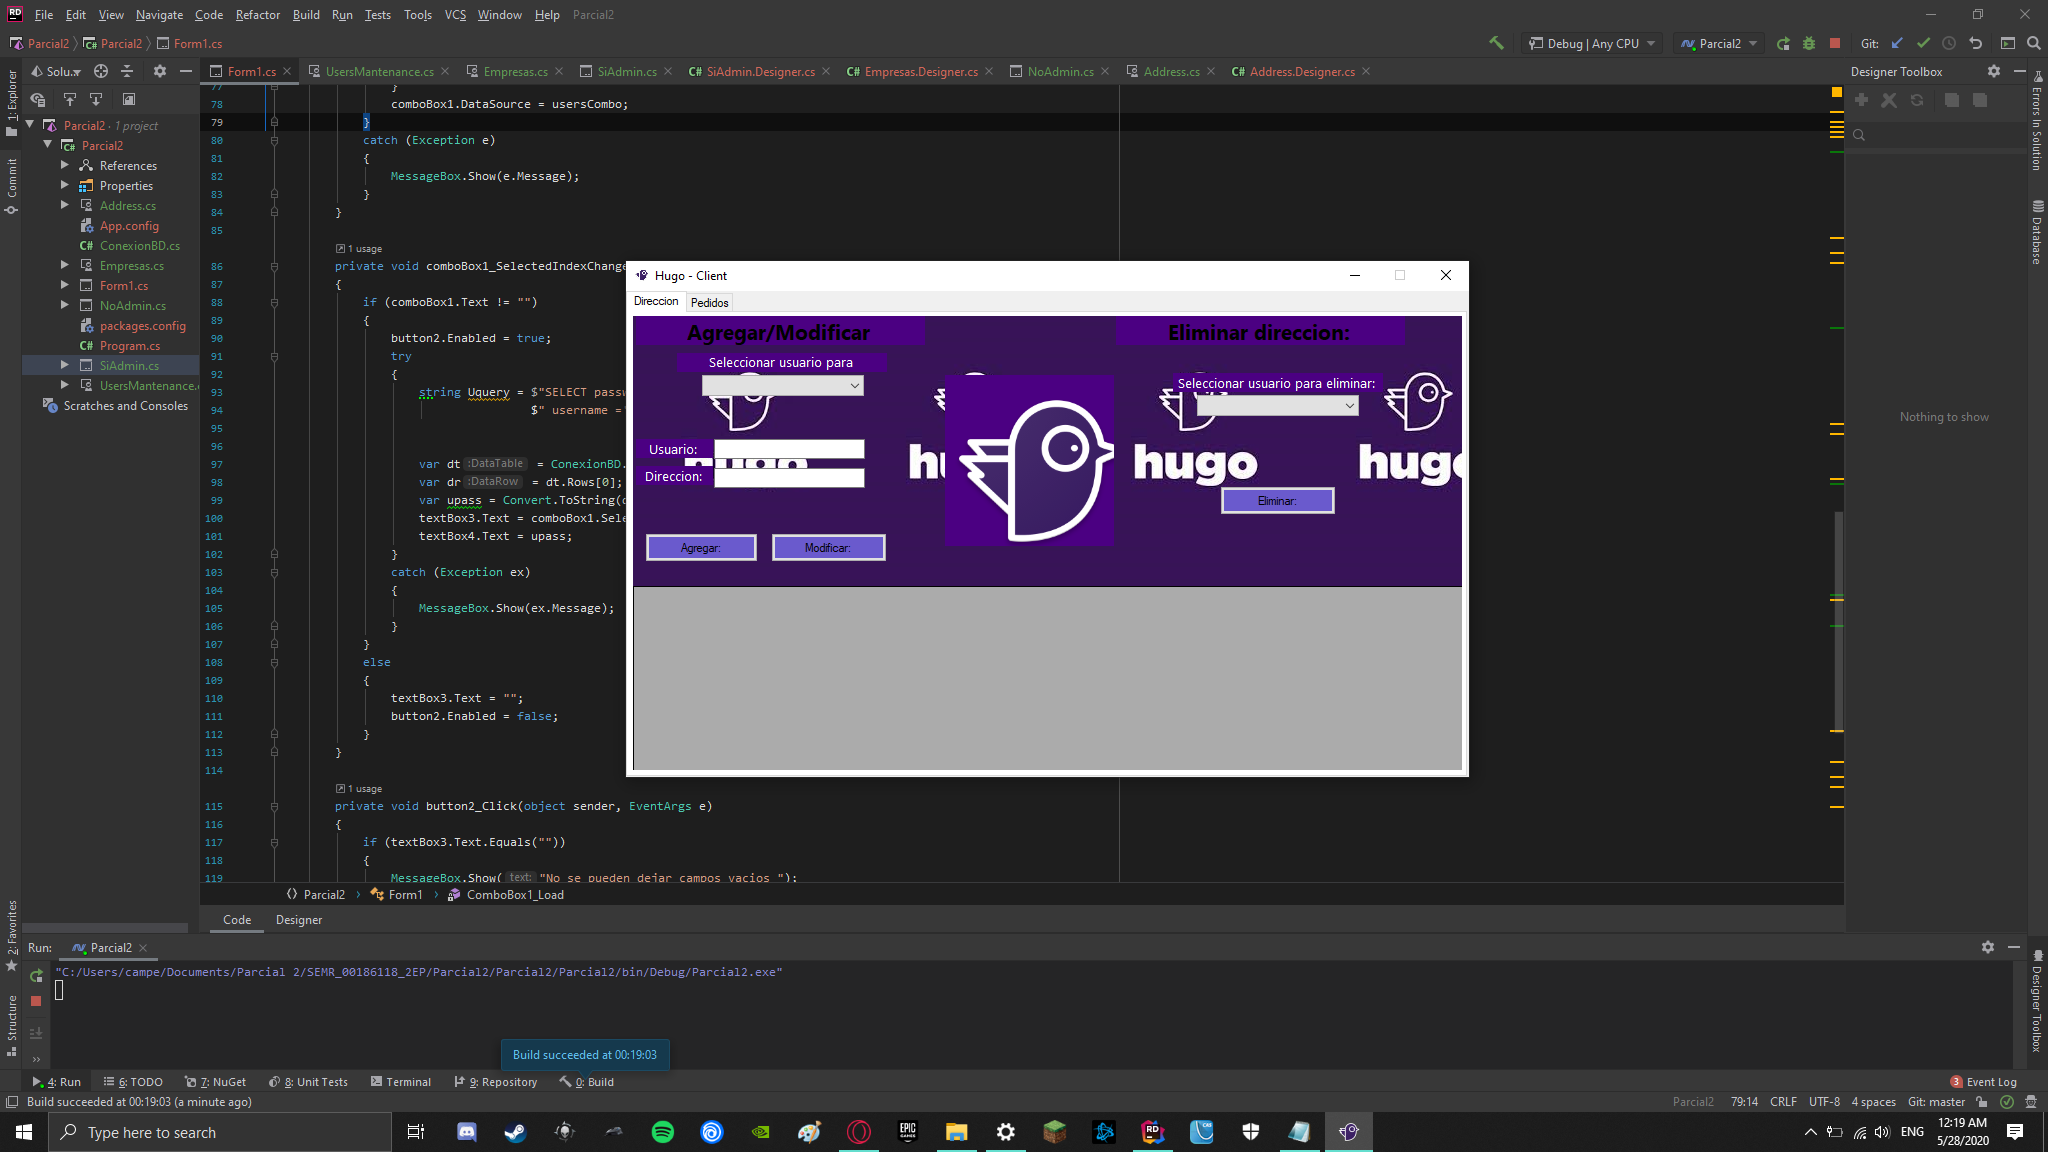 File Edit View Navigate Code Refactor Build Run Tests Tools VCS Window Help Parcial2
Parcial2 Parcial2 Form1.cs
Debug | Any CPU Parcial2 Git:
1: Explorer
Commit
2: Favorites
Structure
Solu...
Parcial2 · 1 project
Parcial2
References
Properties
Address.cs
App.config
ConexionBD.cs
Empresas.cs
Form1.cs
NoAdmin.cs
packages.config
Program.cs
SiAdmin.cs
UsersMantenance.
Scratches and Consoles
Form1.cs UsersMantenance.cs Empresas.cs SiAdmin.cs SiAdmin.Designer.cs Empresas.Designer.cs NoAdmin.cs Address.cs Address.Designer.cs
77 }
78 comboBox1.DataSource = usersCombo;
79 }
80 catch (Exception e)
81 {
82 MessageBox.Show(e.Message);
83 }
84 }
85
1 usage
86 private void comboBox1_SelectedIndexChange
87 {
88 if (comboBox1.Text != "")
89 {
90 button2.Enabled = true;
91 try
92 {
93 string Uquery = $"SELECT passw
94 $" username =
95
96
97 var dt :DataTable = ConexionBD.
98 var dr :DataRow = dt.Rows[0];
99 var upass = Convert.ToString(d
100 textBox3.Text = comboBox1.Sele
101 textBox4.Text = upass;
102 }
103 catch (Exception ex)
104 {
105 MessageBox.Show(ex.Message);
106 }
107 }
108 else
109 {
110 textBox3.Text = "";
111 button2.Enabled = false;
112 }
113 }
114
1 usage
115 private void button2_Click(object sender, EventArgs e)
116 {
117 if (textBox3.Text.Equals(""))
118 {
119 MessageBox.Show( text: "No se pueden dejar campos vacios ");
Parcial2 Form1 ComboBox1_Load
Code Designer
Hugo - Client
Direccion Pedidos
Agregar/Modificar
Seleccionar usuario para
Usuario:
Direccion:
Agregar: Modificar:
Eliminar direccion:
Seleccionar usuario para eliminar:
hugo
Eliminar:
Designer Toolbox
Nothing to show
Errors In Solution
Database
Designer Toolbox
Run: Parcial2
"C:/Users/campe/Documents/Parcial 2/SEMR_00186118_2EP/Parcial2/Parcial2/Parcial2/bin/Debug/Parcial2.exe"
Build succeeded at 00:19:03
4: Run 6: TODO 7: NuGet 8: Unit Tests Terminal 9: Repository 0: Build 3 Event Log
Build succeeded at 00:19:03 (a minute ago) Parcial2 79:14 CRLF UTF-8 4 spaces Git: master
Type here to search
ENG
12:19 AM
5/28/2020